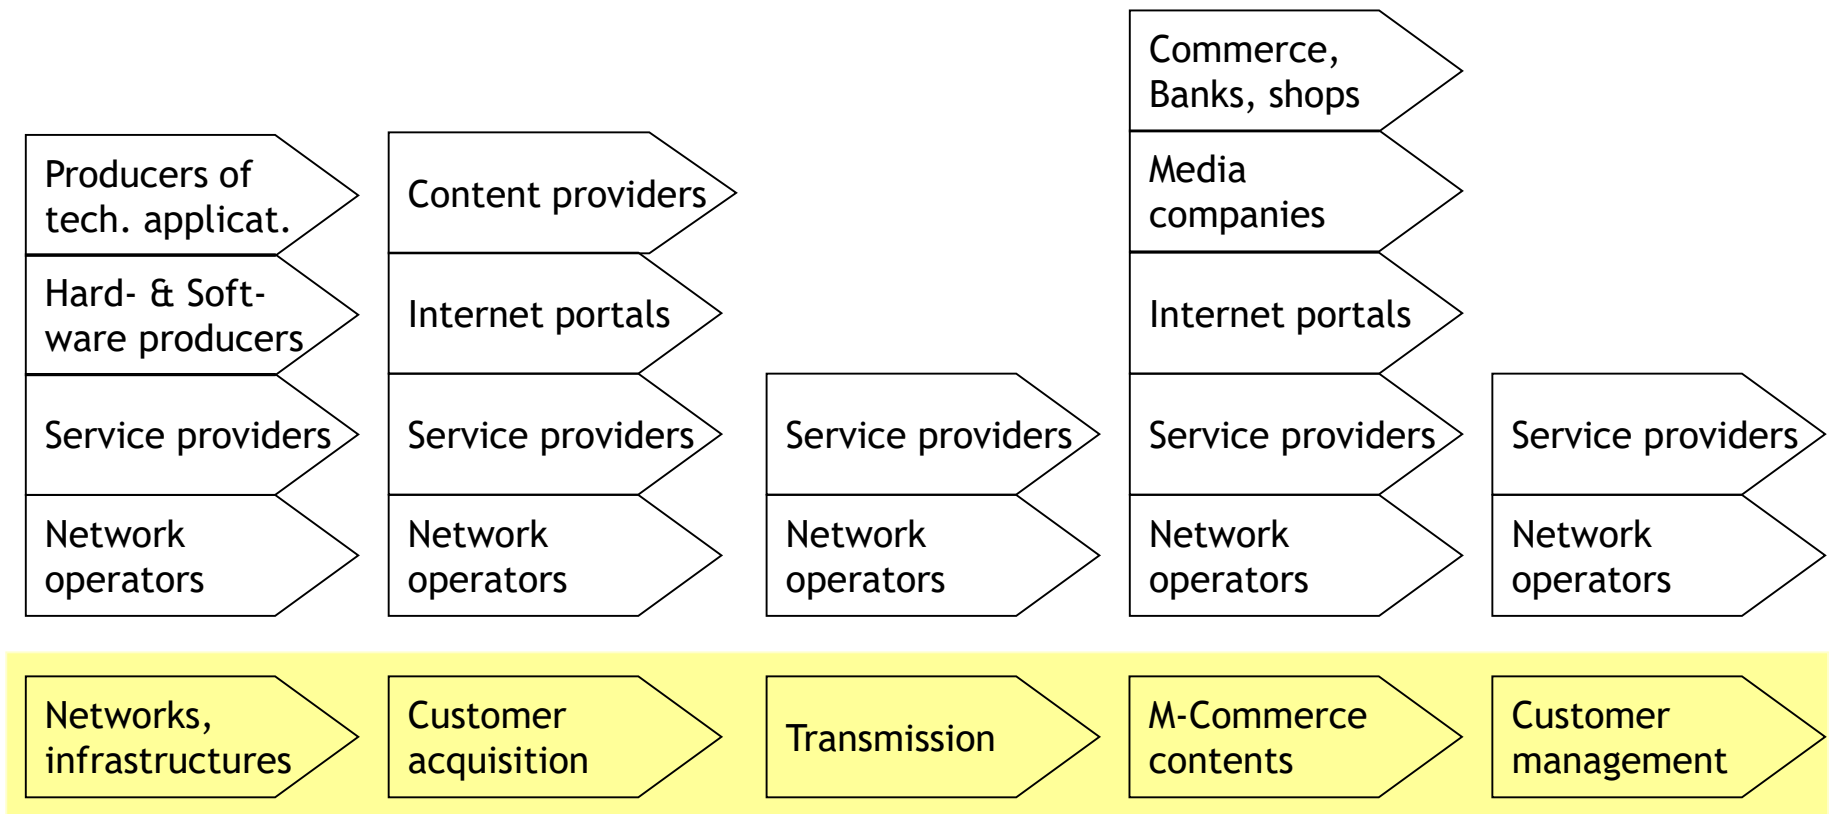 Commerce,
Banks, shops
Producers of
tech. applicat.
Content providers
Media
companies
Hard- & Soft-
ware producers
Internet portals
Internet portals
Service providers
Service providers
Service providers
Service providers
Service providers
Network
operators
Network
operators
Network
operators
Network
operators
Network
operators
Networks,
infrastructures
Customer
acquisition
Transmission
M-Commerce
contents
Customer
management